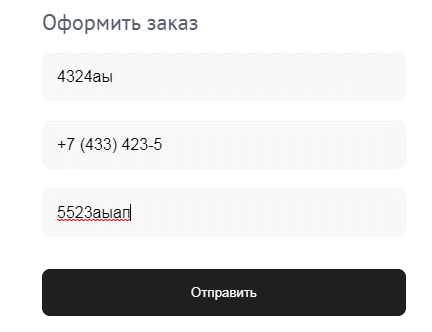 Оформить заказ
4324аы
+7 (433) 423-5
5523аыап
Отправить